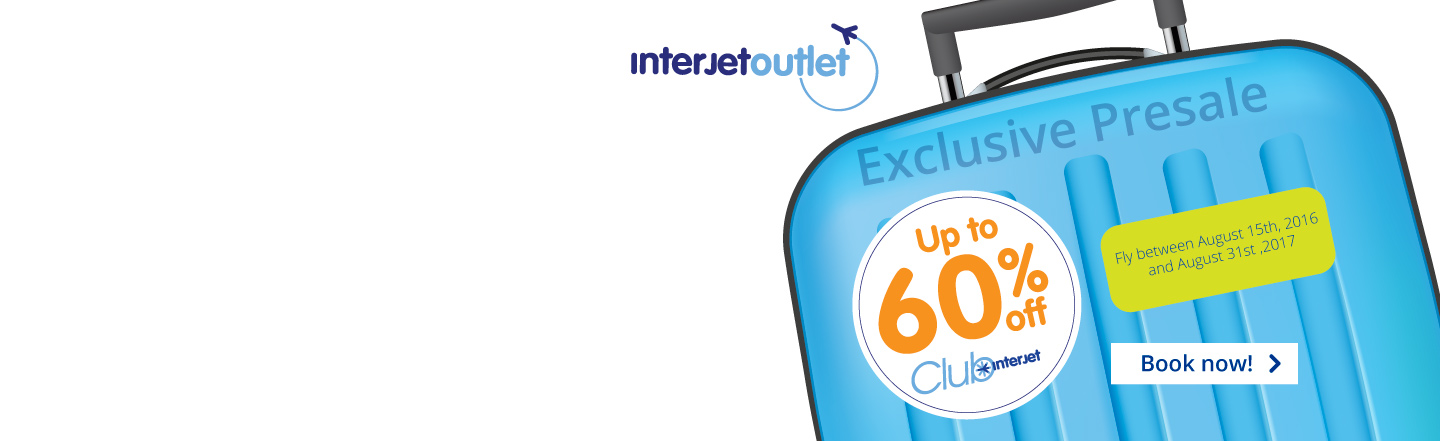 interjetoutlet
Exclusive Presale
Up to
60%
off
Club interjet
Fly between August 15th, 2016
and August 31st ,2017
Book now!